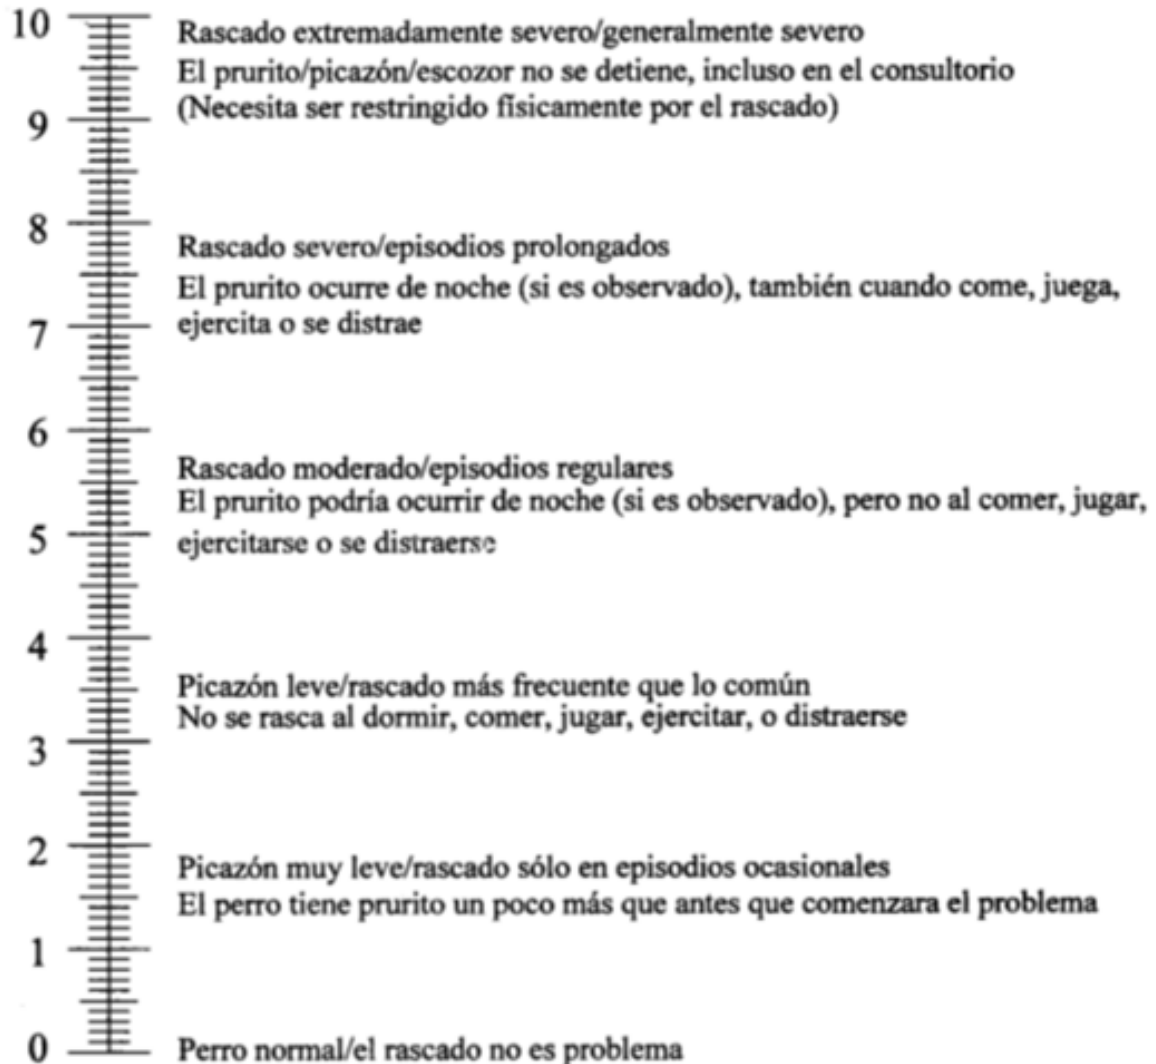 10
Rascado extremadamente severo/generalmente severo
El prurito/picazón/escozor no se detiene, incluso en el consultorio
(Necesita ser restringido físicamente por el rascado)
9
8
Rascado severo/episodios prolongados
El prurito ocurre de noche (si es observado), también cuando come, juega,
ejercita o se distrae
7
6
Rascado moderado/episodios regulares
El prurito podría ocurrir de noche (si es observado), pero no al comer, jugar,
ejercitarse o se distraerse
5
4
Picazón leve/rascado más frecuente que lo común
No se rasca al dormir, comer, jugar, ejercitar, o distraerse
3
2
Picazón muy leve/rascado sólo en episodios ocasionales
El perro tiene prurito un poco más que antes que comenzara el problema
1
0
Perro normal/el rascado no es problema